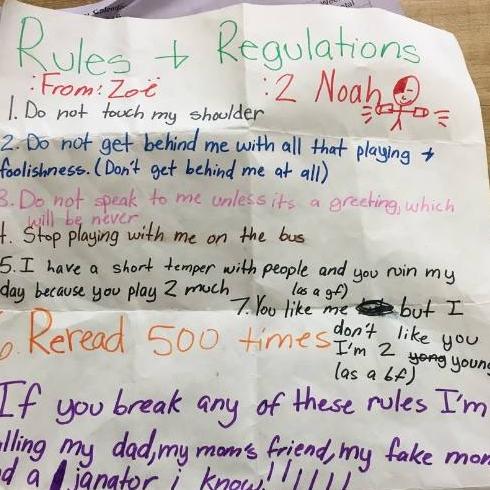 Rules + Regulations
:From: Zoë :2 Noah
1. Do not touch my shoulder
2. Do not get behind me with all that playing +
foolishness. (Don't get behind me at all)
3. Do not speak to me unless its a greeting, which
will be never
4. Stop playing with me on the bus
5. I have a short temper with people and you ruin my
day because you play 2 much
6. Reread 500 times
7. You like me (as a gf) but I
don't like you
I'm 2 yong young
(as a bf)
If you break any of these rules I'm
lling my dad, my mom's friend, my fake mom
d a janator i know!!!!!!!